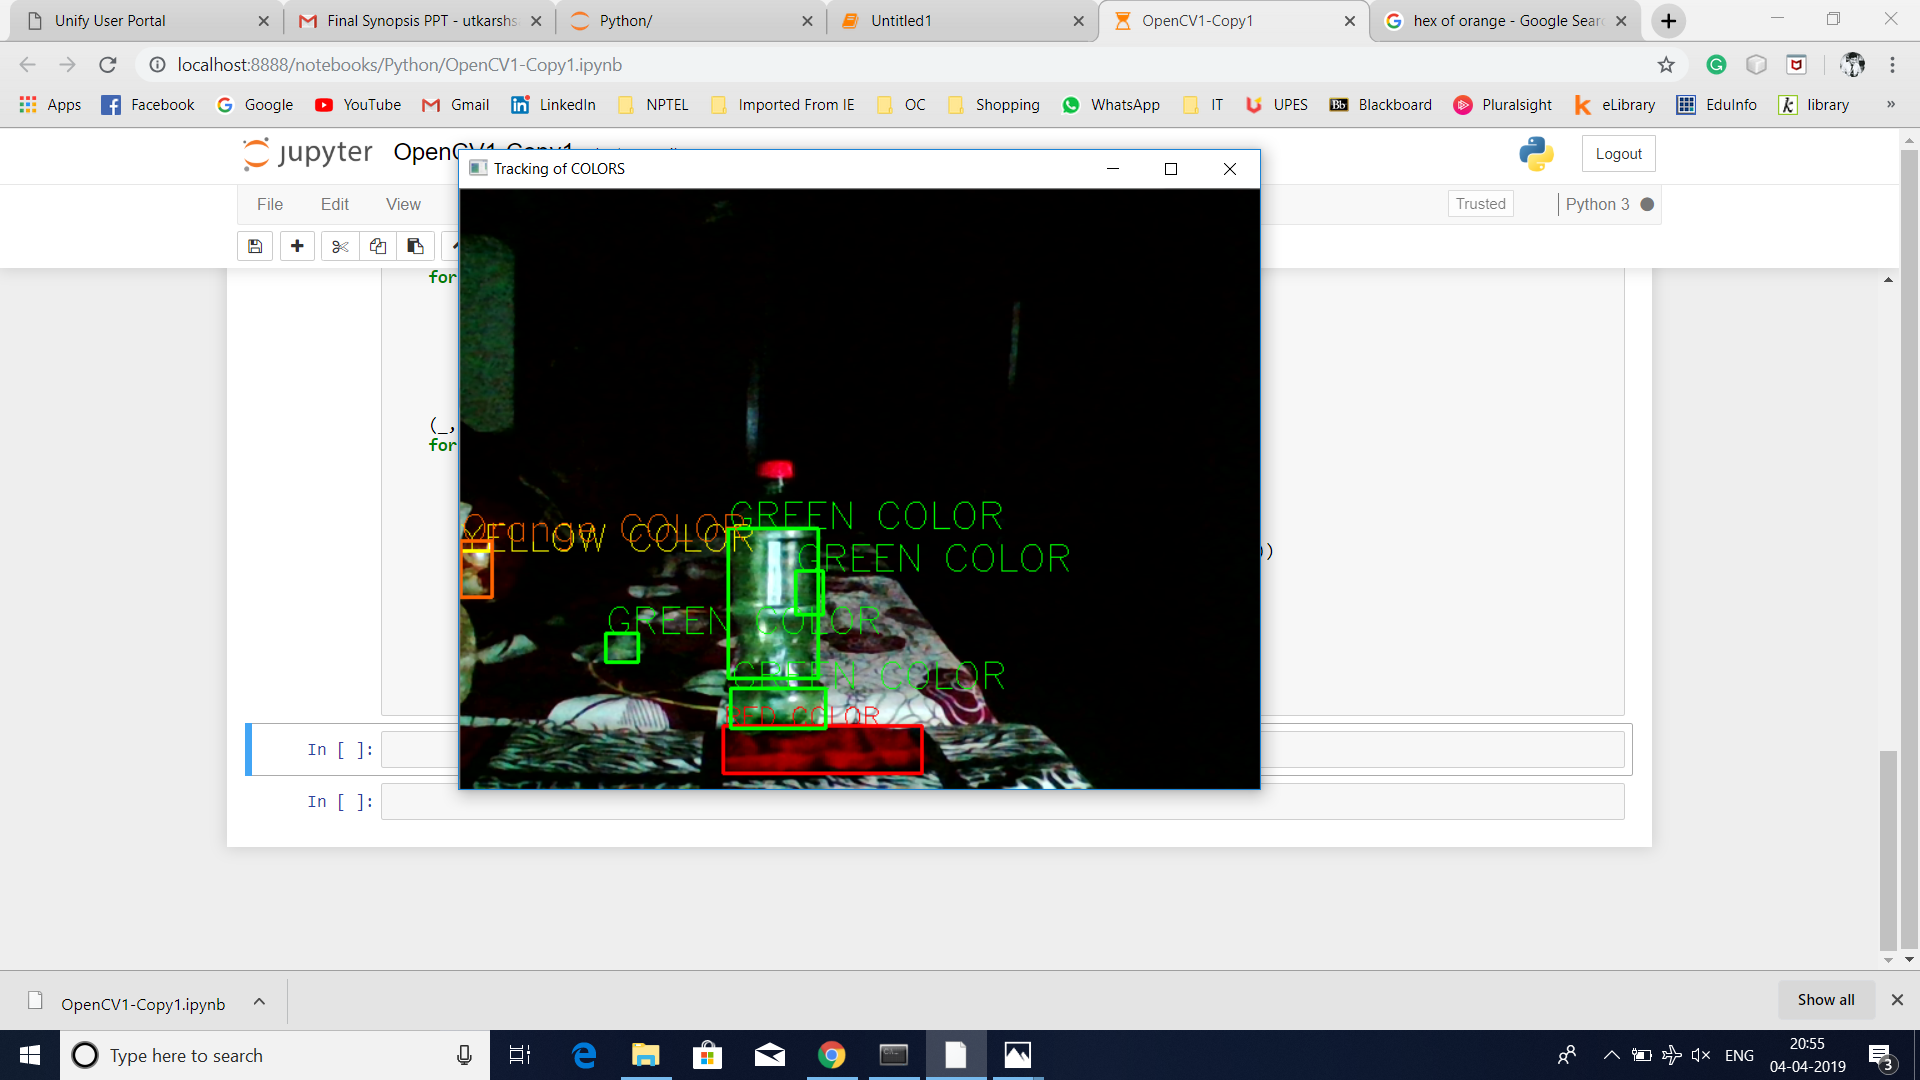 Unify User Portal
Final Synopsis PPT - utkarshs
Python/
Untitled1
OpenCV1-Copy1
hex of orange - Google Sear
localhost:8888/notebooks/Python/OpenCV1-Copy1.ipynb
Apps
Facebook
Google
YouTube
Gmail
LinkedIn
NPTEL
Imported From IE
OC
Shopping
WhatsApp
IT
UPES
Bb Blackboard
Pluralsight
eLibrary
EduInfo
library
»
jupyter
Logout
Tracking of COLORS
File
Edit
View
Trusted
Python 3
for
(_,
for
))
GREEN COLOR
Orange COLOR
YELLOW COLOR
GREEN COLOR
GREEN COLOR
GREEN COLOR
RED COLOR
In [ ]:
In [ ]:
OpenCV1-Copy1.ipynb
Show all
Type here to search
ENG
20:55
04-04-2019
3